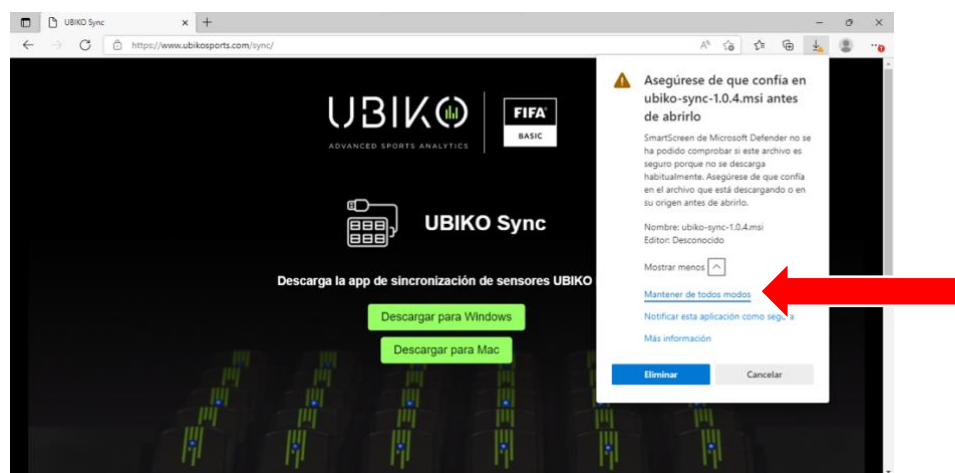 UBIKO Sync
https://www.ubikosports.com/sync/
UBIKO
ADVANCED SPORTS ANALYTICS
FIFA
BASIC
UBIKO Sync
Descarga la app de sincronización de sensores UBIKO
Descargar para Windows
Descargar para Mac
Asegúrese de que confía en
ubiko-sync-1.0.4.msi antes
de abrirlo
SmartScreen de Microsoft Defender no se
ha podido comprobar si este archivo es
seguro porque no se descarga
habitualmente. Asegúrese de que confía
en el archivo que está descargando o en
su origen antes de abrirlo.
Nombre: ubiko-sync-1.0.4.msi
Editor: Desconocido
Mostrar menos
Mantener de todos modos
Notificar esta aplicación como segura
Más información
Eliminar
Cancelar